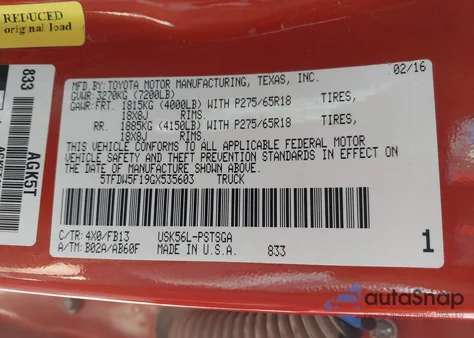 REDUCED
original load
833
AGK5T
MFD BY:TOYOTA MOTOR MANUFACTURING, TEXAS, INC. 02/16
GVWR:3270KG (7200LB)
GAWR:FRT. 1815KG (4000LB) WITH P275/65R18 TIRES,
18X8J RIMS.
RR. 1885KG (4150LB) WITH P275/65R18 TIRES,
18X8J RIMS.
THIS VEHICLE CONFORMS TO ALL APPLICABLE FEDERAL MOTOR
VEHICLE SAFETY AND THEFT PREVENTION STANDARDS IN EFFECT ON
THE DATE OF MANUFACTURE SHOWN ABOVE.
5TFDW5F19GX535603 TRUCK
C/TR: 4X0/FB13 USK56L-PSTSGA
A/TM: B02A/AB60F MADE IN U.S.A. 833 1
autoSnap